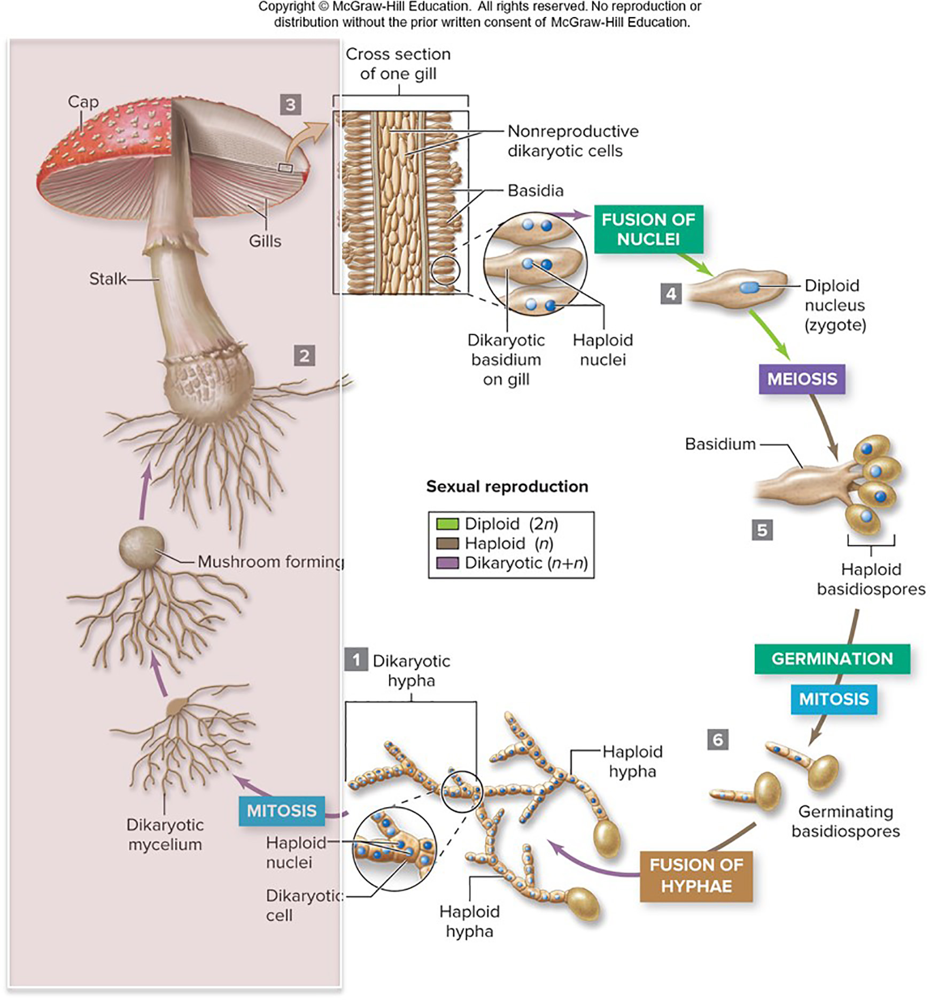 Copyright © McGraw-Hill Education. All rights reserved. No reproduction or
distribution without the prior written consent of McGraw-Hill Education.
Cross section
of one gill
Cap
3
Nonreproductive
dikaryotic cells
Basidia
FUSION OF
NUCLEI
Gills
Stalk
4
Diploid
nucleus
(zygote)
Dikaryotic
basidium
on gill
Haploid
nuclei
2
MEIOSIS
Basidium
Sexual reproduction
Diploid (2n)
Haploid (n)
Dikaryotic (n+n)
5
Mushroom forming
Haploid
basidiospores
1
Dikaryotic
hypha
GERMINATION
MITOSIS
6
Haploid
hypha
MITOSIS
Dikaryotic
mycelium
Germinating
basidiospores
Haploid
nuclei
FUSION OF
HYPHAE
Dikaryotic
cell
Haploid
hypha